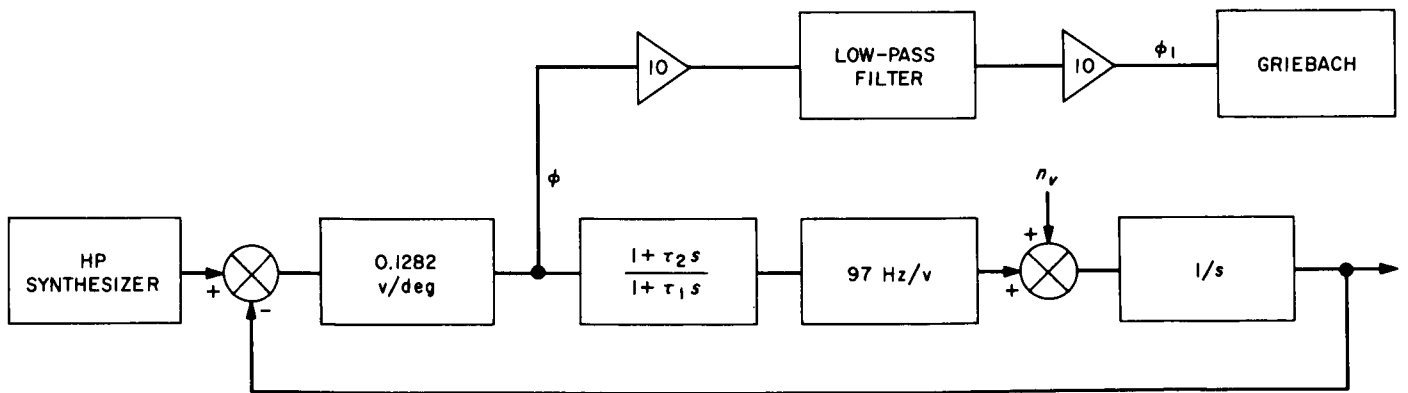 10
LOW-PASS
FILTER
10
ϕ1
GRIEBACH
ϕ
nv
HP
SYNTHESIZER
+
-
0.1282
v/deg
1 + τ2 s
1 + τ1 s
97 Hz/v
+
+
1/s